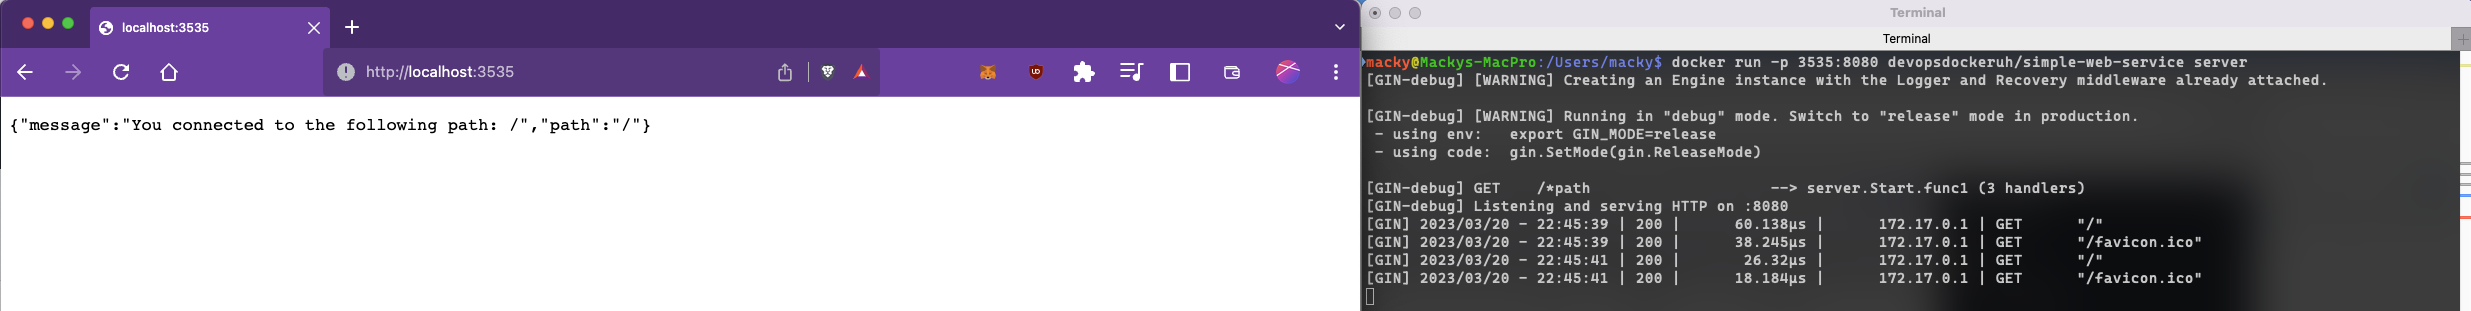 localhost:3535
http://localhost:3535
{"message":"You connected to the following path: /","path":"/"}
Terminal
Terminal
macky@Mackys-MacPro:/Users/macky$ docker run -p 3535:8080 devopsdockeruh/simple-web-service server
[GIN-debug] [WARNING] Creating an Engine instance with the Logger and Recovery middleware already attached.
[GIN-debug] [WARNING] Running in "debug" mode. Switch to "release" mode in production.
 - using env:   export GIN_MODE=release
 - using code:  gin.SetMode(gin.ReleaseMode)
[GIN-debug] GET    /*path                    --> server.Start.func1 (3 handlers)
[GIN-debug] Listening and serving HTTP on :8080
[GIN] 2023/03/20 - 22:45:39 | 200 |      60.138µs |      172.17.0.1 | GET      "/"
[GIN] 2023/03/20 - 22:45:39 | 200 |      38.245µs |      172.17.0.1 | GET      "/favicon.ico"
[GIN] 2023/03/20 - 22:45:41 | 200 |       26.32µs |      172.17.0.1 | GET      "/"
[GIN] 2023/03/20 - 22:45:41 | 200 |      18.184µs |      172.17.0.1 | GET      "/favicon.ico"